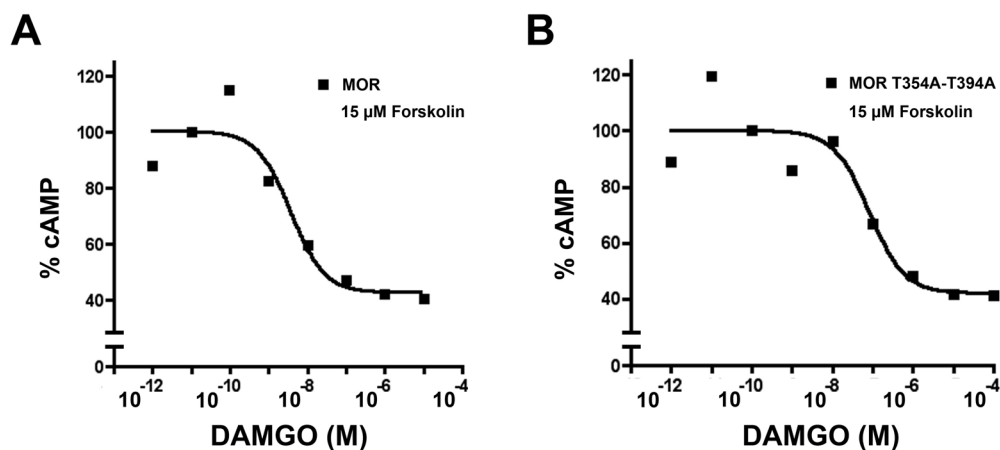 A
120
100
80
60
40
0
% cAMP
MOR
15 µM Forskolin
10⁻¹² 10⁻¹⁰ 10⁻⁸ 10⁻⁶ 10⁻⁴
DAMGO (M)
B
120
100
80
60
40
0
% cAMP
MOR T354A-T394A
15 µM Forskolin
10⁻¹² 10⁻¹⁰ 10⁻⁸ 10⁻⁶ 10⁻⁴
DAMGO (M)